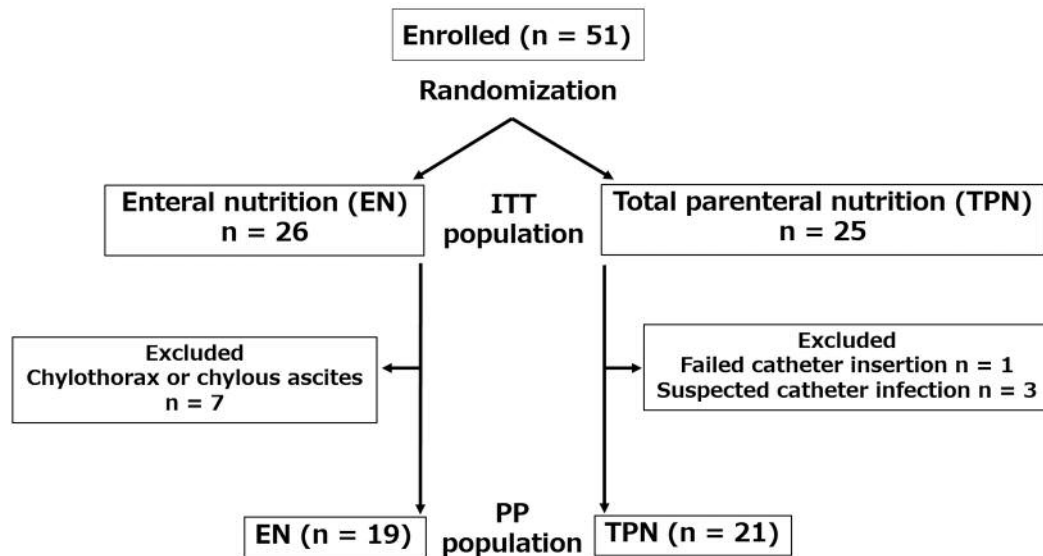 Enrolled (n = 51)
Randomization
Enteral nutrition (EN)
n = 26
ITT
population
Total parenteral nutrition (TPN)
n = 25
Excluded
Chylothorax or chylous ascites
n = 7
Excluded
Failed catheter insertion n = 1
Suspected catheter infection n = 3
EN (n = 19)
PP
population
TPN (n = 21)